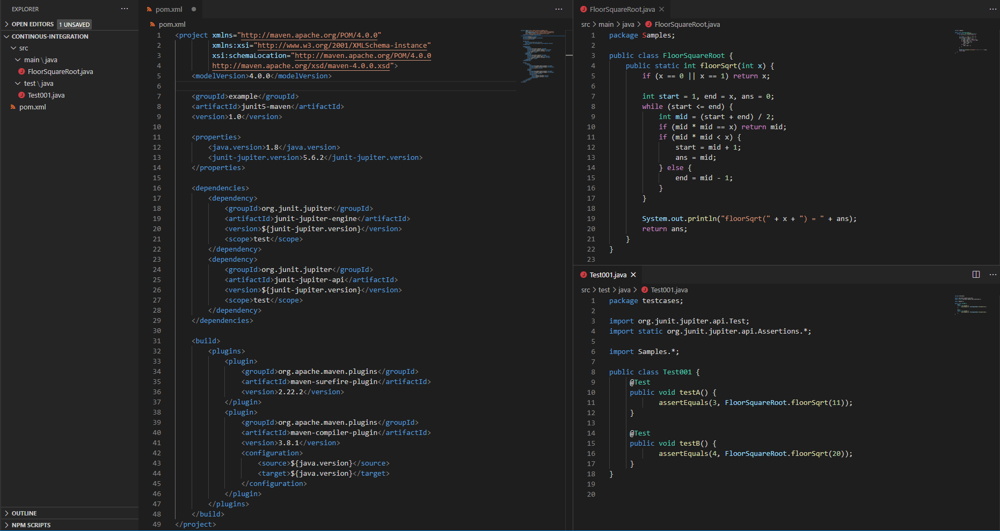 EXPLORER
OPEN EDITORS 1 UNSAVED
CONTINOUS-INTEGRATION
src
main \ java
FloorSquareRoot.java
test \ java
Test001.java
pom.xml
OUTLINE
NPM SCRIPTS
pom.xml
pom.xml
1 <project xmlns="http://maven.apache.org/POM/4.0.0"
2 xmlns:xsi="http://www.w3.org/2001/XMLSchema-instance"
3 xsi:schemaLocation="http://maven.apache.org/POM/4.0.0
4 http://maven.apache.org/xsd/maven-4.0.0.xsd">
5 <modelVersion>4.0.0</modelVersion>
6
7 <groupId>example</groupId>
8 <artifactId>junit5-maven</artifactId>
9 <version>1.0</version>
10
11 <properties>
12 <java.version>1.8</java.version>
13 <junit-jupiter.version>5.6.2</junit-jupiter.version>
14 </properties>
15
16 <dependencies>
17 <dependency>
18 <groupId>org.junit.jupiter</groupId>
19 <artifactId>junit-jupiter-engine</artifactId>
20 <version>${junit-jupiter.version}</version>
21 <scope>test</scope>
22 </dependency>
23 <dependency>
24 <groupId>org.junit.jupiter</groupId>
25 <artifactId>junit-jupiter-api</artifactId>
26 <version>${junit-jupiter.version}</version>
27 <scope>test</scope>
28 </dependency>
29 </dependencies>
30
31 <build>
32 <plugins>
33 <plugin>
34 <groupId>org.apache.maven.plugins</groupId>
35 <artifactId>maven-surefire-plugin</artifactId>
36 <version>2.22.2</version>
37 </plugin>
38 <plugin>
39 <groupId>org.apache.maven.plugins</groupId>
40 <artifactId>maven-compiler-plugin</artifactId>
41 <version>3.8.1</version>
42 <configuration>
43 <source>${java.version}</source>
44 <target>${java.version}</target>
45 </configuration>
46 </plugin>
47 </plugins>
48 </build>
49 </project>
FloorSquareRoot.java
src > main > java > FloorSquareRoot.java
1 package Samples;
2
3 public class FloorSquareRoot {
4 public static int floorSqrt(int x) {
5 if (x == 0 || x == 1) return x;
6
7 int start = 1, end = x, ans = 0;
8 while (start <= end) {
9 int mid = (start + end) / 2;
10 if (mid * mid == x) return mid;
11 if (mid * mid < x) {
12 start = mid + 1;
13 ans = mid;
14 } else {
15 end = mid - 1;
16 }
17 }
18
19 System.out.println("floorSqrt(" + x + ") = " + ans);
20 return ans;
21 }
22 }
23
Test001.java
src > test > java > Test001.java
1 package testcases;
2
3 import org.junit.jupiter.api.Test;
4 import static org.junit.jupiter.api.Assertions.*;
5
6 import Samples.*;
7
8 public class Test001 {
9 @Test
10 public void testA() {
11 assertEquals(3, FloorSquareRoot.floorSqrt(11));
12 }
13
14 @Test
15 public void testB() {
16 assertEquals(4, FloorSquareRoot.floorSqrt(20));
17 }
18 }
19
20